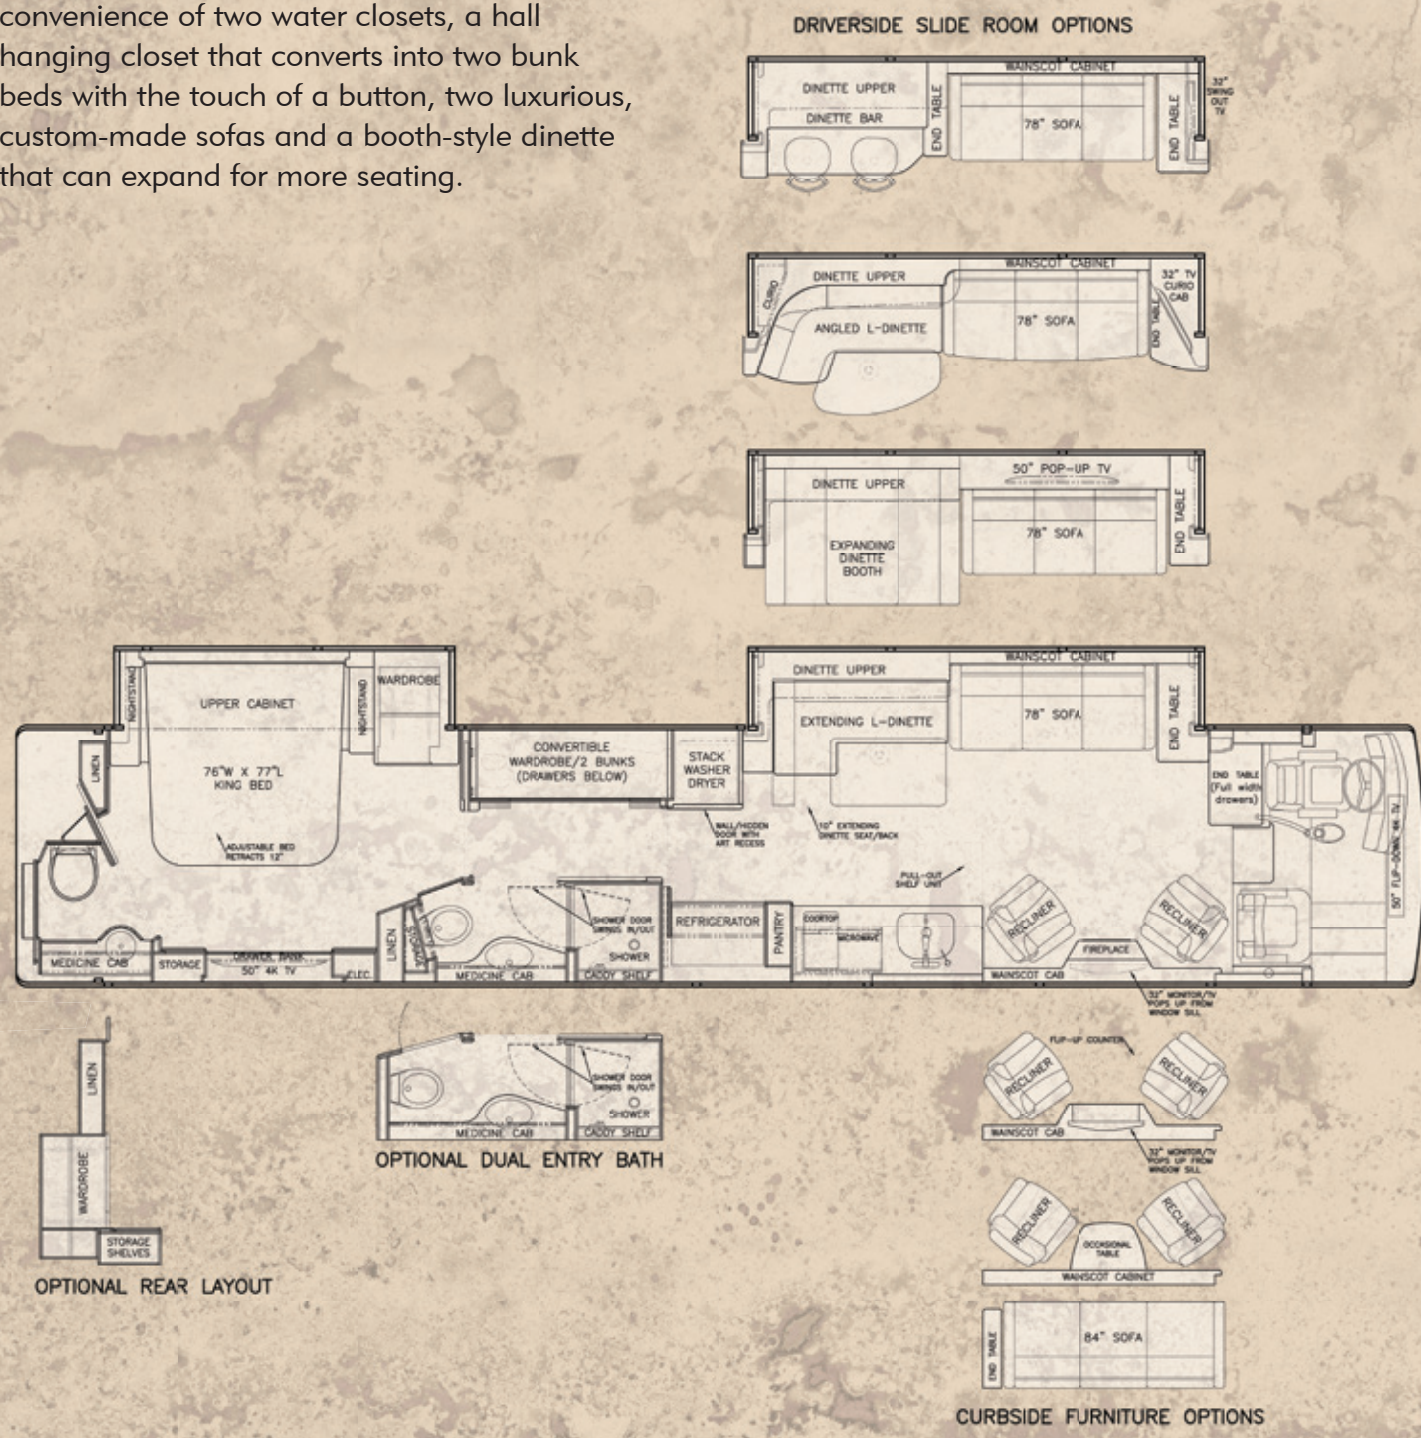 convenience of two water closets, a hall
hanging closet that converts into two bunk
beds with the touch of a button, two luxurious,
custom-made sofas and a booth-style dinette
that can expand for more seating.
DRIVERSIDE SLIDE ROOM OPTIONS
WAINSCOT CABINET
DINETTE UPPER
DINETTE BAR
END TABLE
78" SOFA
END TABLE
32"
SWING
OUT
TV
WAINSCOT CABINET
DINETTE UPPER
CURIO
ANGLED L-DINETTE
78" SOFA
END TABLE
32" TV
CURIO
CAB
50" POP-UP TV
DINETTE UPPER
EXPANDING
DINETTE
BOOTH
78" SOFA
END TABLE
NIGHTSTAND
UPPER CABINET
NIGHTSTAND
WARDROBE
LINEN
76"W X 77"L
KING BED
ADJUSTABLE BED
RETRACTS 12"
CONVERTIBLE
WARDROBE/2 BUNKS
(DRAWERS BELOW)
STACK
WASHER
DRYER
WALL/HIDDEN
DOOR WITH
ART RECESS
WAINSCOT CABINET
DINETTE UPPER
EXTENDING L-DINETTE
78" SOFA
END TABLE
10" EXTENDING
DINETTE SEAT/BACK
END TABLE
(Full width
drawers)
50" FLIP-DOWN 4K TV
PULL-OUT
SHELF UNIT
MEDICINE CAB
STORAGE
DRAWER BANK
50" 4K TV
ELEC.
LINEN
STORAGE
MEDICINE CAB
SHOWER DOOR
SWINGS IN/OUT
SHOWER
CADDY SHELF
REFRIGERATOR
PANTRY
COOKTOP
MICROWAVE
RECLINER
FIREPLACE
RECLINER
WAINSCOT CAB
32" MONITOR/TV
POPS UP FROM
WINDOW SILL
LINEN
WARDROBE
STORAGE
SHELVES
OPTIONAL REAR LAYOUT
SHOWER DOOR
SWINGS IN/OUT
SHOWER
MEDICINE CAB
CADDY SHELF
OPTIONAL DUAL ENTRY BATH
FLIP-UP COUNTER
RECLINER
RECLINER
WAINSCOT CAB
32" MONITOR/TV
POPS UP FROM
WINDOW SILL
RECLINER
RECLINER
OCCASIONAL
TABLE
WAINSCOT CABINET
END TABLE
84" SOFA
CURBSIDE FURNITURE OPTIONS